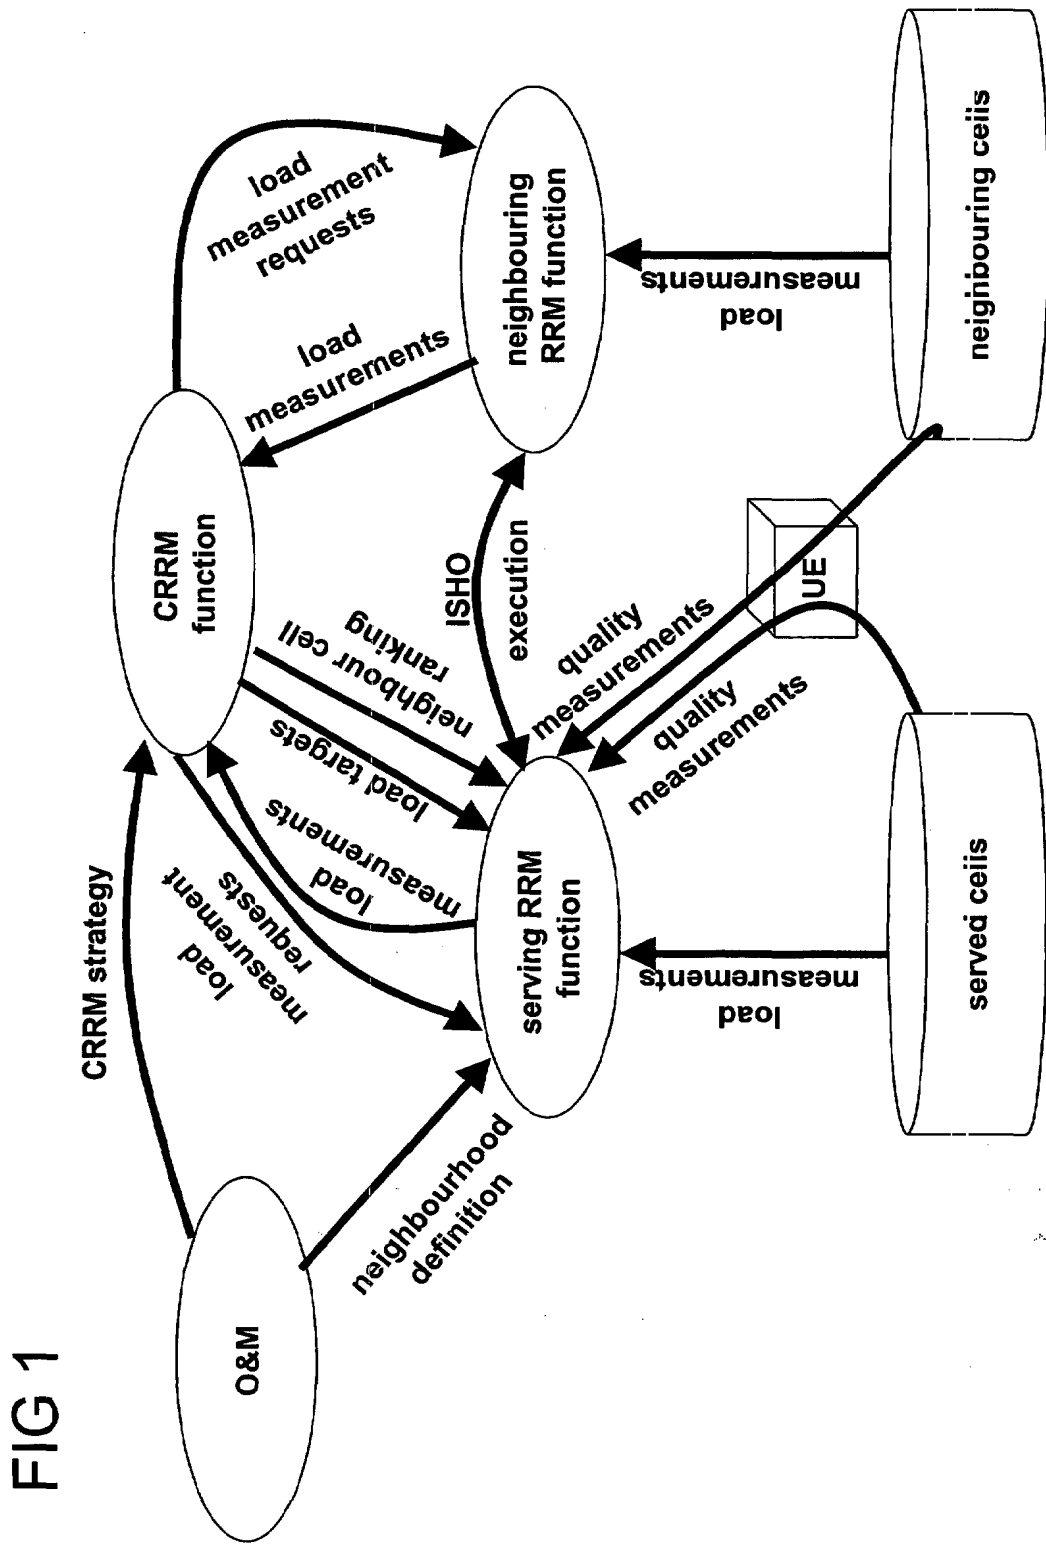 FIG 1
CRRM strategy
O&M
neighbourhood
definition
CRRM
function
load
measurement
requests
load
measurements
load targets
neighbour cell
ranking
load
measurements
load
measurement
requests
serving RRM
function
ISHO
execution
neighbouring
RRM function
quality
measurements
quality
measurements
UE
load
measurements
load
measurements
served ceiis
neighbouring ceiis